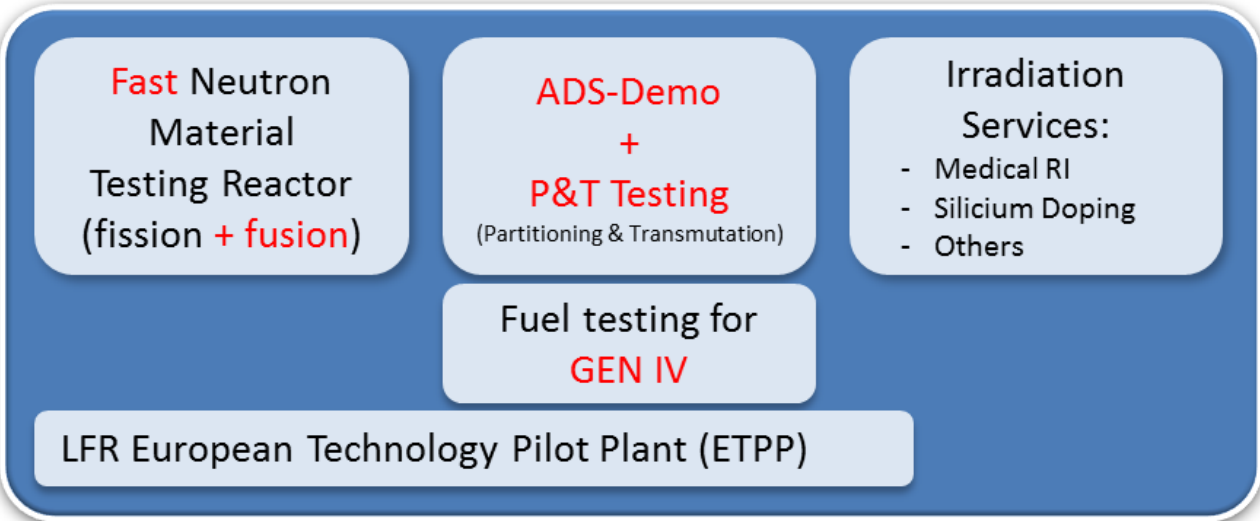 Fast Neutron
Material
Testing Reactor
(fission + fusion)
ADS-Demo
+
P&T Testing
(Partitioning & Transmutation)
Irradiation
Services:
- Medical RI
- Silicium Doping
- Others
Fuel testing for
GEN IV
LFR European Technology Pilot Plant (ETPP)